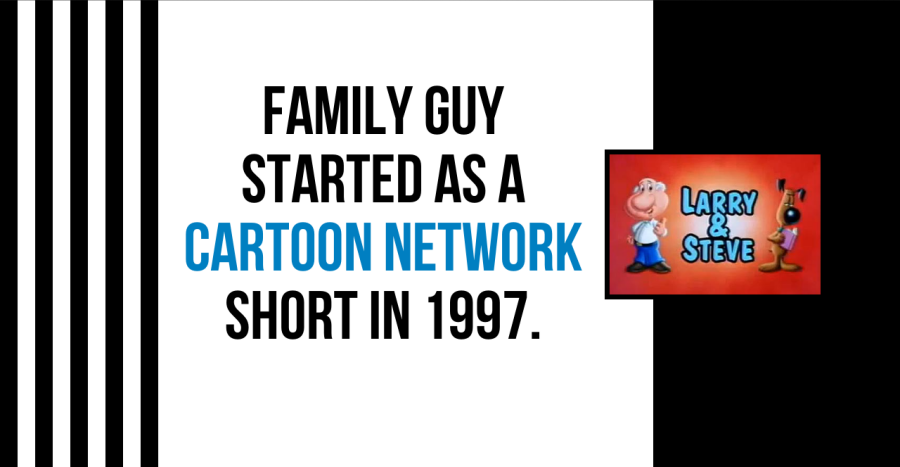 FAMILY GUY
STARTED AS A
CARTOON NETWORK
SHORT IN 1997.
LARRY
&
STEVE